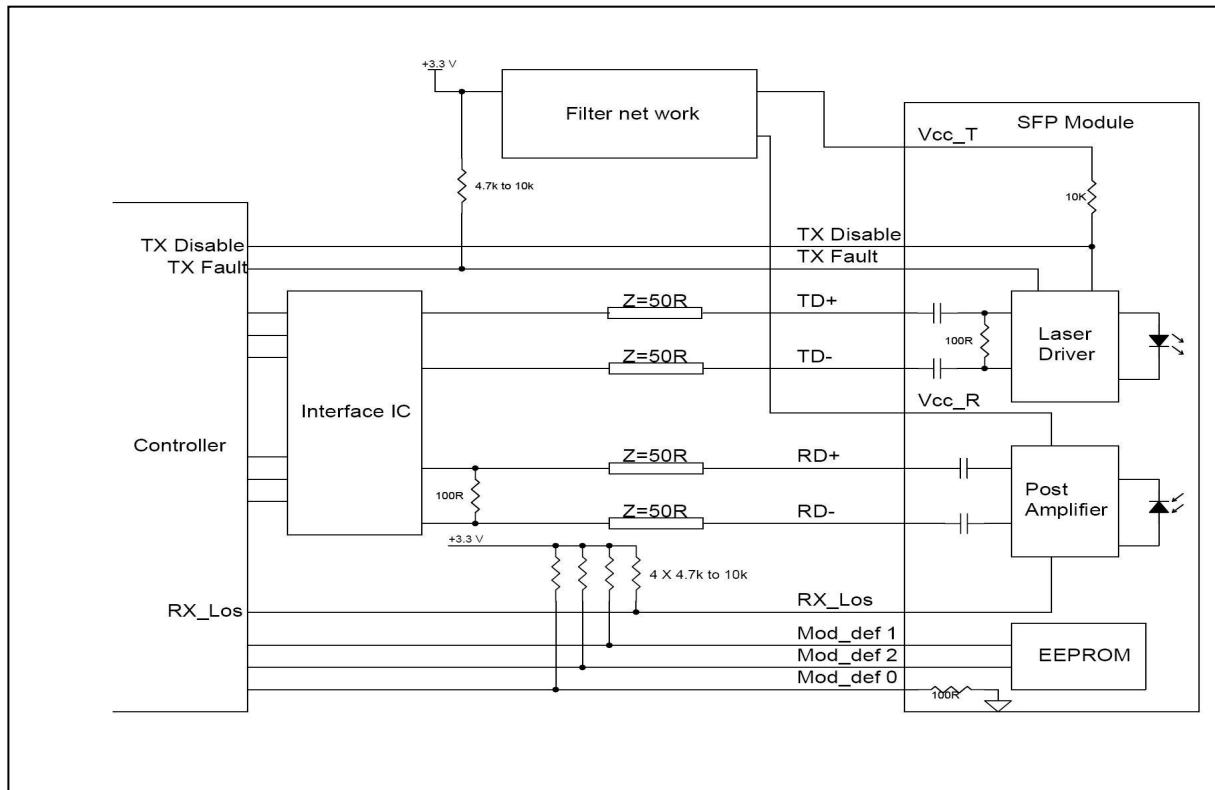 +3.3 V
Filter net work
SFP Module
Vcc_T
4.7k to 10k
10K
TX Disable
TX Disable
TX Fault
TX Fault
Z=50R
TD+
Laser
Driver
100R
Z=50R
TD-
Interface IC
Vcc_R
Controller
Z=50R
RD+
100R
Post
Amplifier
Z=50R
RD-
+3.3 V
4 X 4.7k to 10k
RX_Los
RX_Los
Mod_def 1
Mod_def 2
EEPROM
Mod_def 0
100R